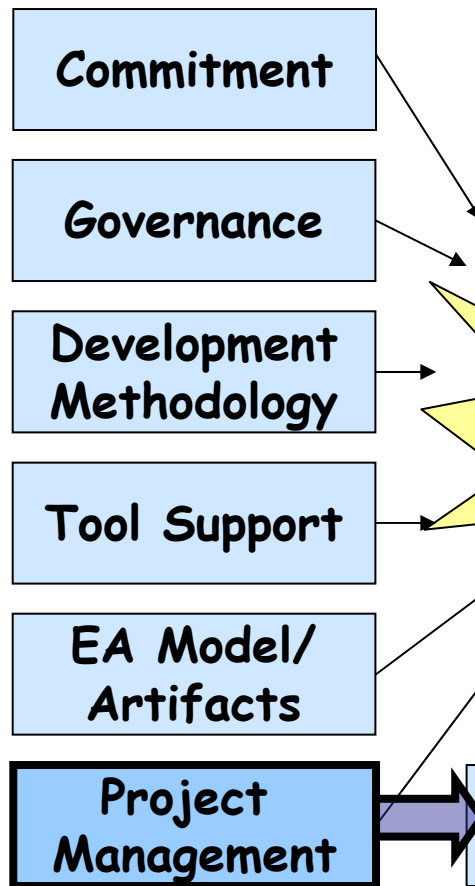 Commitment
Governance
Development
Methodology
Tool Support
EA Model/
Artifacts
Project
Management